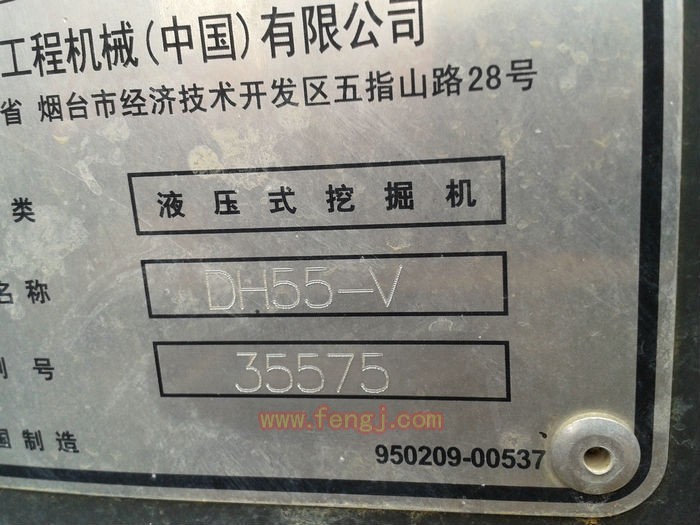 工程机械(中国)有限公司
省 烟台市经济技术开发区五指山路28号
类 液压式挖掘机
名称 DH55-V
号 35575
www.fengj.com
国制造 950209-00537